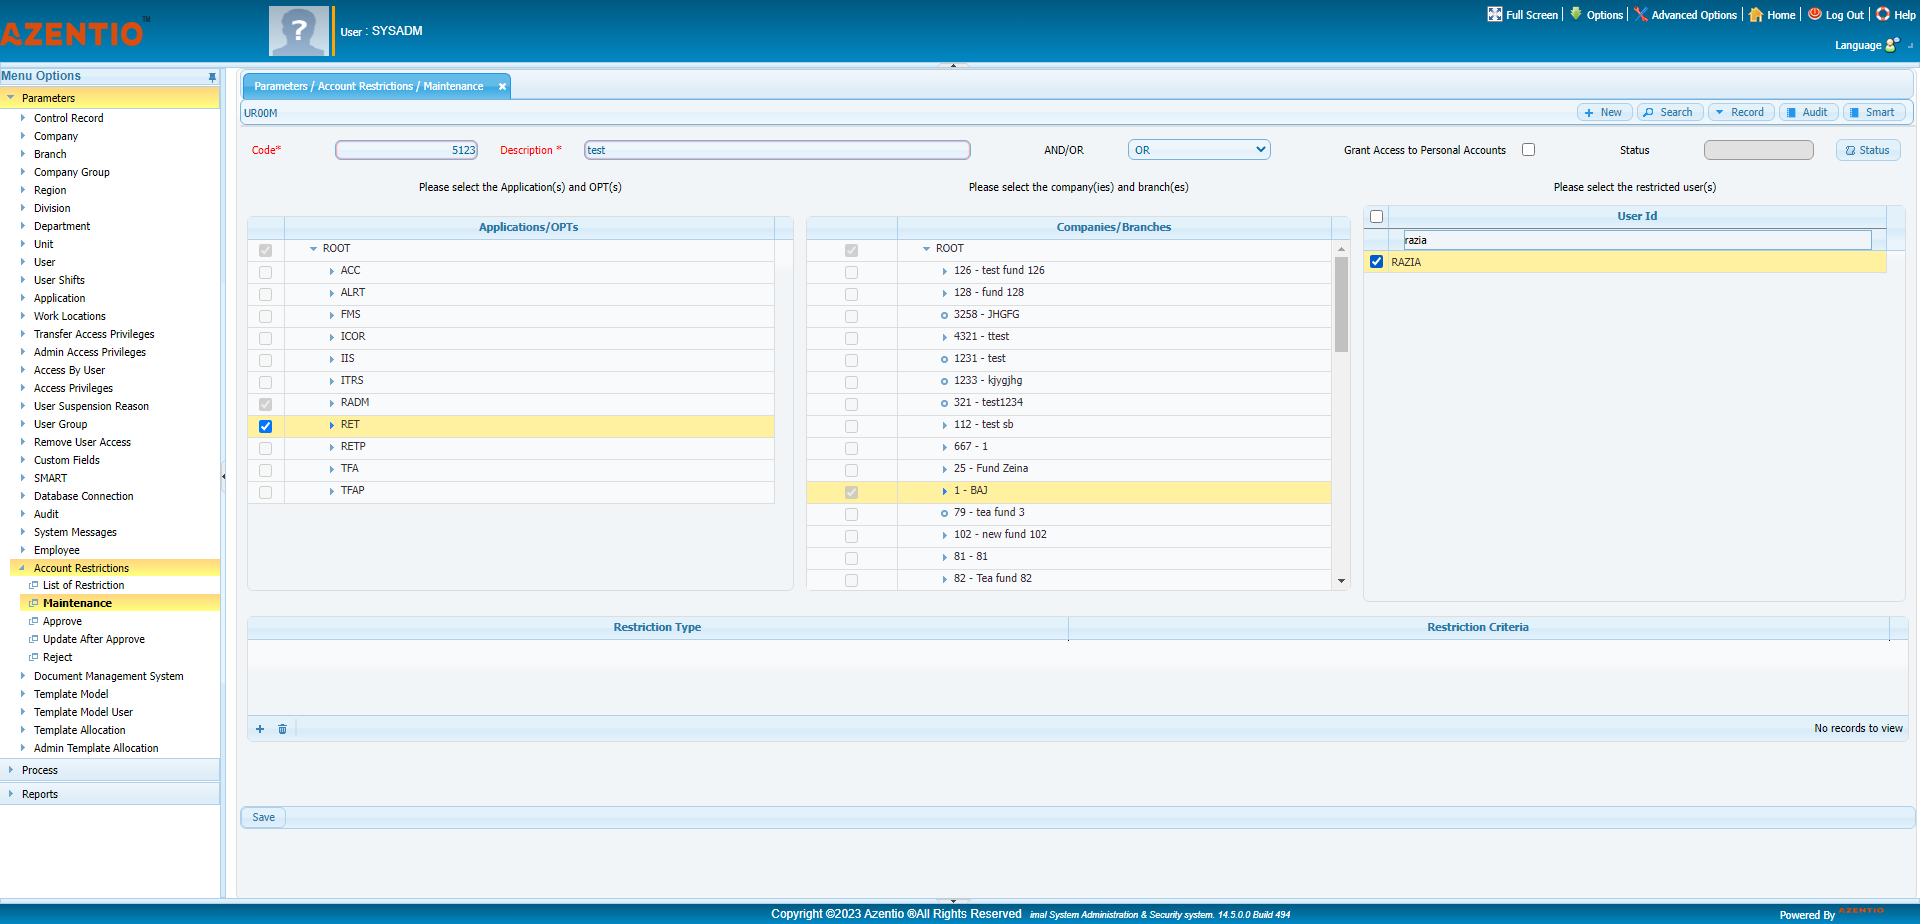 AZENTIO™
User : SYSADM
Full Screen
Options
Advanced Options
Home
Log Out
Help
Language
Menu Options
Parameters
Control Record
Company
Branch
Company Group
Region
Division
Department
Unit
User
User Shifts
Application
Work Locations
Transfer Access Privileges
Admin Access Privileges
Access By User
Access Privileges
User Suspension Reason
User Group
Remove User Access
Custom Fields
SMART
Database Connection
Audit
System Messages
Employee
Account Restrictions
List of Restriction
Maintenance
Approve
Update After Approve
Reject
Document Management System
Template Model
Template Model User
Template Allocation
Admin Template Allocation
Process
Reports
Parameters / Account Restrictions / Maintenance
UR00M
New
Search
Record
Audit
Smart
Code* 5123
Description * test
AND/OR OR
Grant Access to Personal Accounts
Status
Status
Please select the Application(s) and OPT(s)
Applications/OPTs
ROOT
ACC
ALRT
FMS
ICOR
IIS
ITRS
RADM
RET
RETP
TFA
TFAP
Please select the company(ies) and branch(es)
Companies/Branches
ROOT
126 - test fund 126
128 - fund 128
3258 - JHGFG
4321 - ttest
1231 - test
1233 - kjygjhg
321 - test1234
112 - test sb
667 - 1
25 - Fund Zeina
1 - BAJ
79 - tea fund 3
102 - new fund 102
81 - 81
82 - Tea fund 82
Please select the restricted user(s)
User Id
razia
RAZIA
Restriction Type
Restriction Criteria
No records to view
Save
Copyright ©2023 Azentio ®All Rights Reserved imal System Administration & Security system. 14.5.0.0 Build 494
Powered By AZENTIO